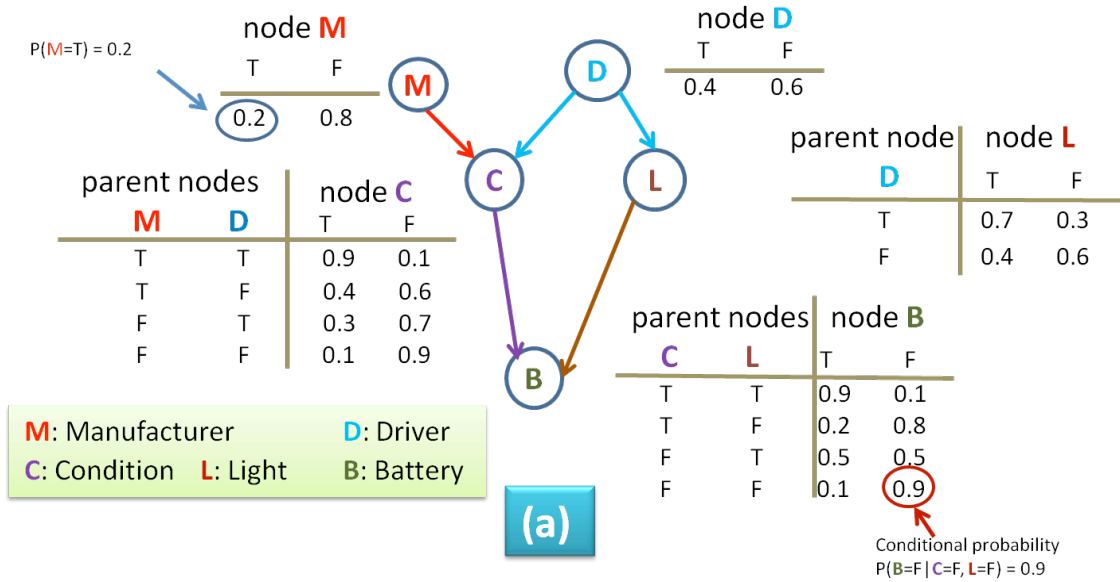 node M
T F
0.2 0.8
P(M=T) = 0.2
M
D
node D
T F
0.4 0.6
C
L
parent node node L
D T F
T 0.7 0.3
F 0.4 0.6
parent nodes node C
M D T F
T T 0.9 0.1
T F 0.4 0.6
F T 0.3 0.7
F F 0.1 0.9
B
parent nodes node B
C L T F
T T 0.9 0.1
T F 0.2 0.8
F T 0.5 0.5
F F 0.1 0.9
M: Manufacturer D: Driver
C: Condition L: Light B: Battery
(a)
Conditional probability
P(B=F|C=F, L=F) = 0.9